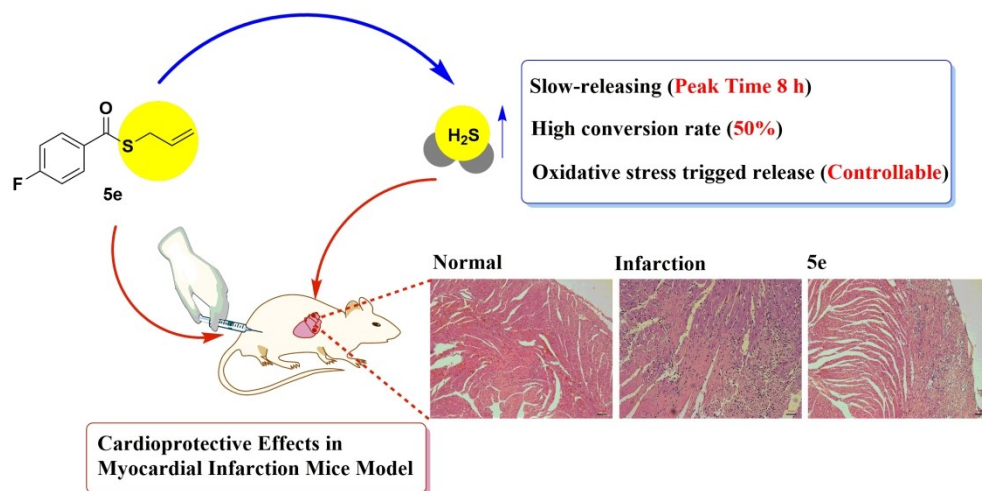 Slow-releasing (Peak Time 8 h)
High conversion rate (50%)
Oxidative stress trigged release (Controllable)
O
S
F
5e
H₂S
Normal
Infarction
5e
Cardioprotective Effects in
Myocardial Infarction Mice Model